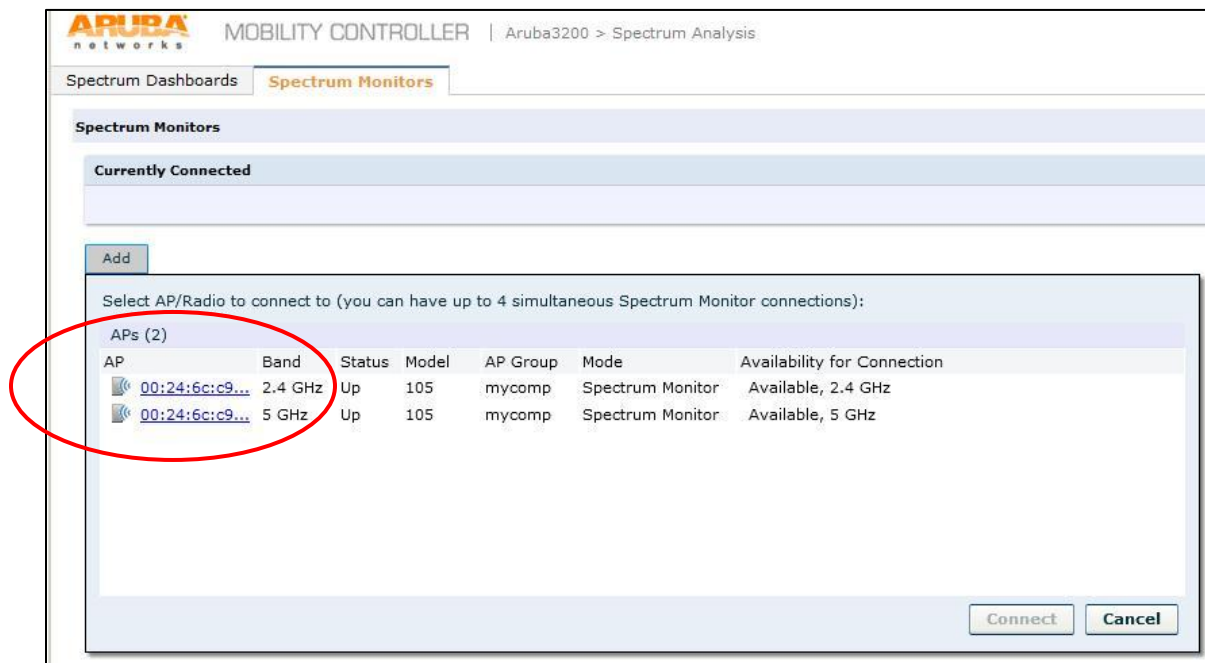 ARUBA
networks
MOBILITY CONTROLLER | Aruba3200 > Spectrum Analysis
Spectrum Dashboards Spectrum Monitors
Spectrum Monitors
Currently Connected
Add
Select AP/Radio to connect to (you can have up to 4 simultaneous Spectrum Monitor connections):
APs (2)
AP Band Status Model AP Group Mode Availability for Connection
00:24:6c:c9... 2.4 GHz Up 105 mycomp Spectrum Monitor Available, 2.4 GHz
00:24:6c:c9... 5 GHz Up 105 mycomp Spectrum Monitor Available, 5 GHz
Connect Cancel